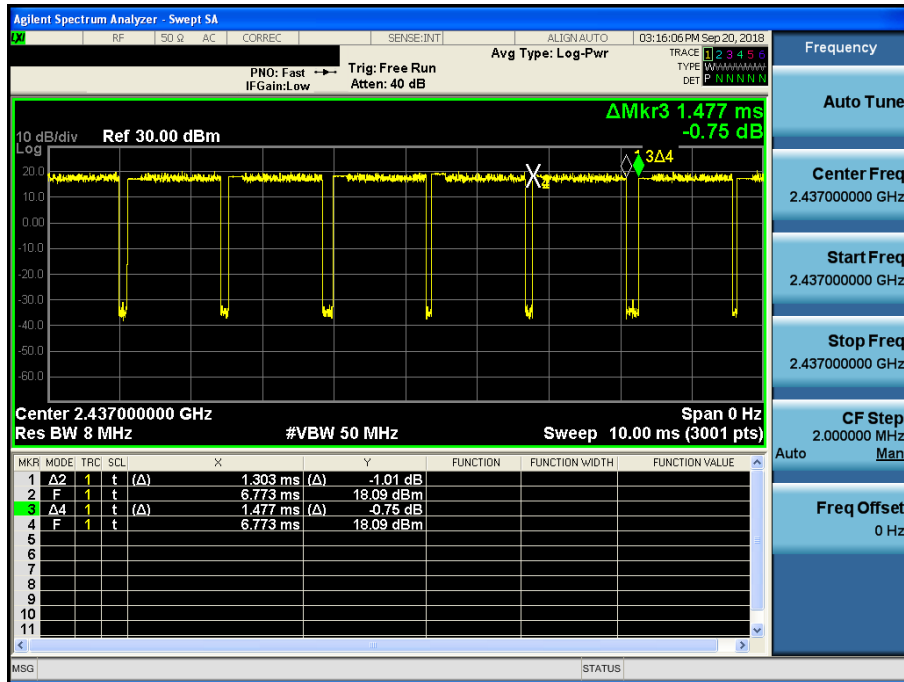 Agilent Spectrum Analyzer - Swept SA
LXI RF 50 Ω AC CORREC SENSE:INT ALIGN AUTO 03:16:06 PM Sep 20, 2018
Frequency
Avg Type: Log-Pwr
TRACE 1 2 3 4 5 6
PNO: Fast Trig: Free Run
TYPE WWWWWW
IFGain:Low Atten: 40 dB
DET P N N N N N
Auto Tune
ΔMkr3 1.477 ms
-0.75 dB
10 dB/div Ref 30.00 dBm
Log
3Δ4
20.0
10.0
0.00
-10.0
-20.0
-30.0
-40.0
-50.0
-60.0
Center Freq
2.437000000 GHz
Start Freq
2.437000000 GHz
Stop Freq
2.437000000 GHz
Center 2.437000000 GHz Span 0 Hz
Res BW 8 MHz #VBW 50 MHz Sweep 10.00 ms (3001 pts)
CF Step
2.000000 MHz
Auto Man
MKR MODE TRC SCL X Y FUNCTION FUNCTION WIDTH FUNCTION VALUE
1 Δ2 1 t (Δ) 1.303 ms (Δ) -1.01 dB
2 F 1 t 6.773 ms 18.09 dBm
3 Δ4 1 t (Δ) 1.477 ms (Δ) -0.75 dB
4 F 1 t 6.773 ms 18.09 dBm
5
6
7
8
9
10
11
Freq Offset
0 Hz
MSG STATUS